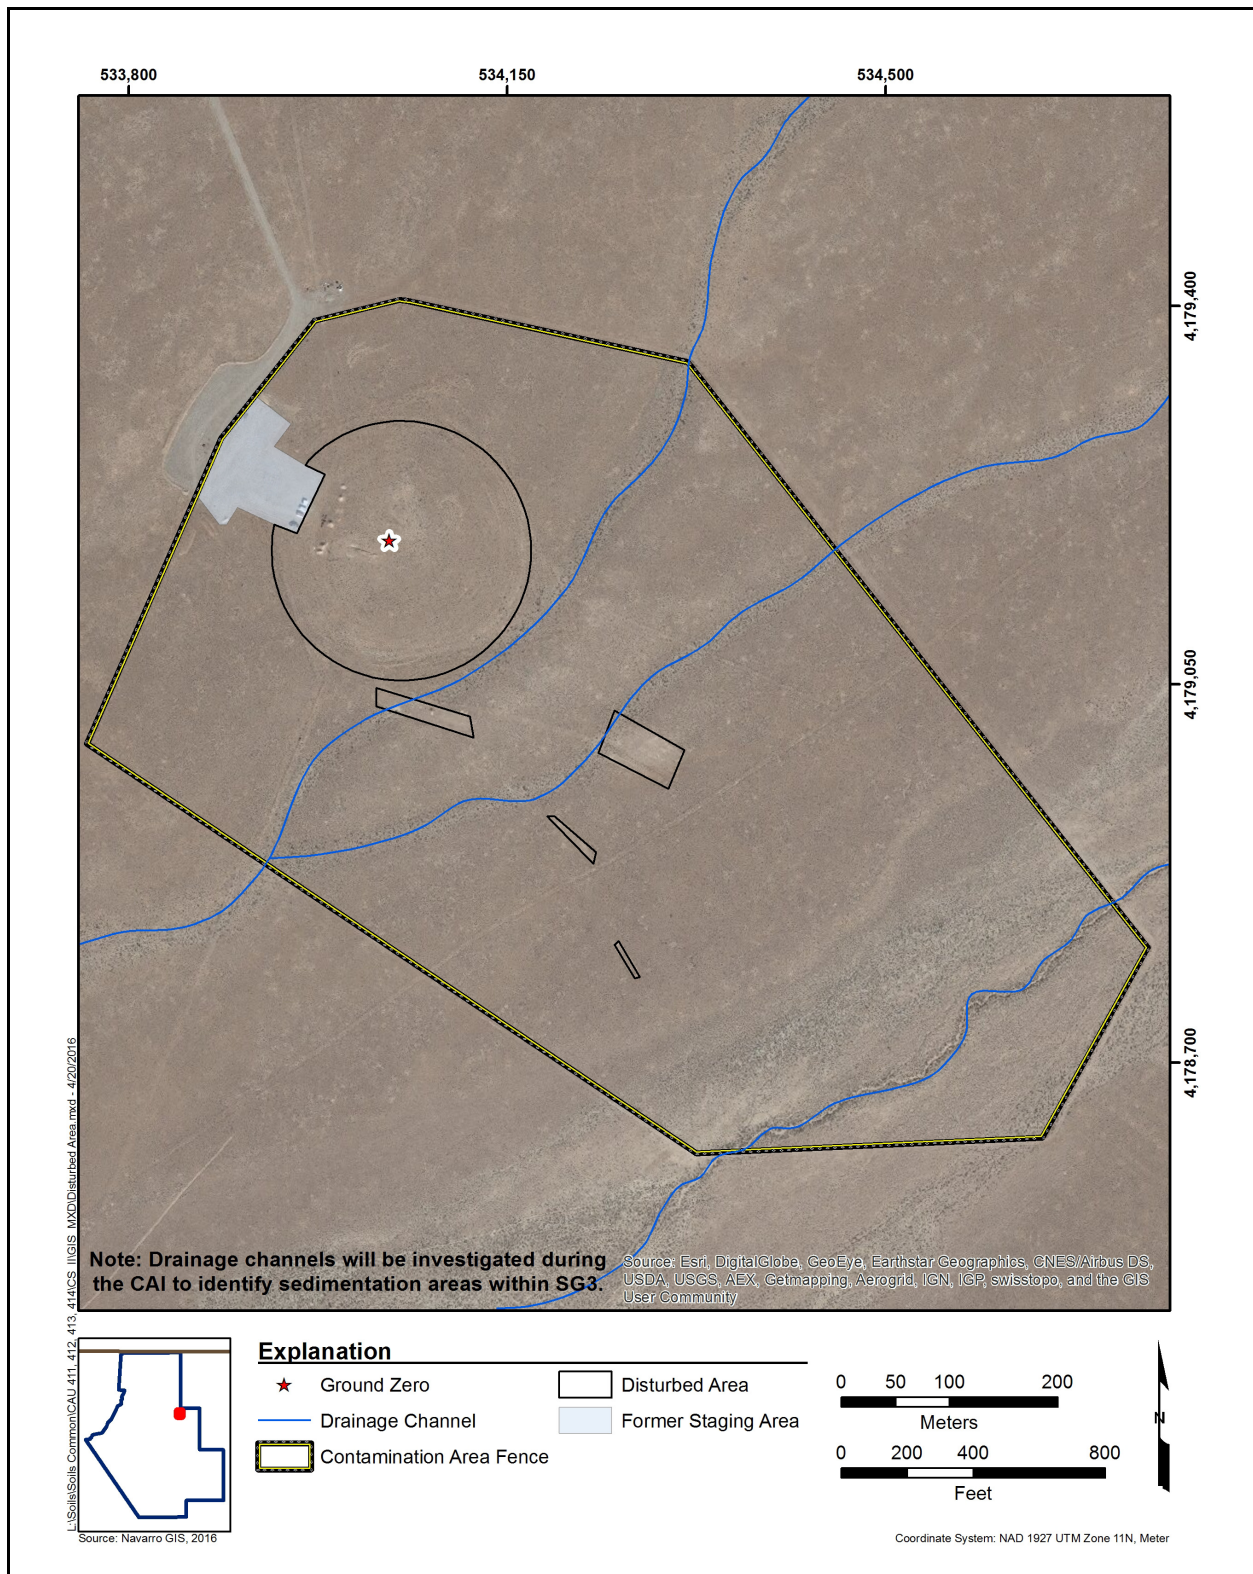 533,800
534,150
534,500
4,179,400
4,179,050
4,178,700
L:\Soils\Soils Common\CAU 411, 412, 413, 414\CS II\GIS MXD\Disturbed Area.mxd - 4/20/2016
Note: Drainage channels will be investigated during
the CAI to identify sedimentation areas within SG3.
Source: Esri, DigitalGlobe, GeoEye, Earthstar Geographics, CNES/Airbus DS,
USDA, USGS, AEX, Getmapping, Aerogrid, IGN, IGP, swisstopo, and the GIS
User Community
Explanation
Ground Zero
Drainage Channel
Contamination Area Fence
Disturbed Area
Former Staging Area
0 50 100 200
Meters
0 200 400 800
Feet
N
Source: Navarro GIS, 2016
Coordinate System: NAD 1927 UTM Zone 11N, Meter